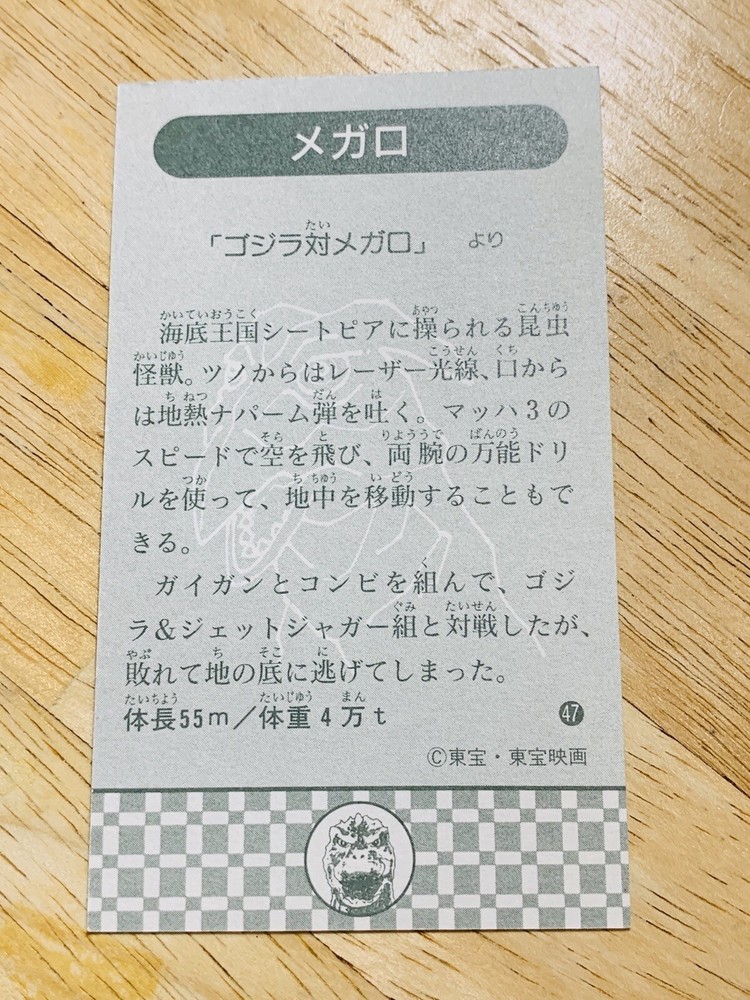 メガロ
「ゴジラ対メガロ」 より
海底王国シートピアに操られる昆虫
怪獣。ツノからはレーザー光線、口から
は地熱ナパーム弾を吐く。マッハ3の
スピードで空を飛び、両腕の万能ドリ
ルを使って、地中を移動することもで
きる。
ガイガンとコンビを組んで、ゴジ
ラ&ジェットジャガー組と対戦したが、
敗れて地の底に逃げてしまった。
体長55m/体重4万t
47
©東宝・東宝映画